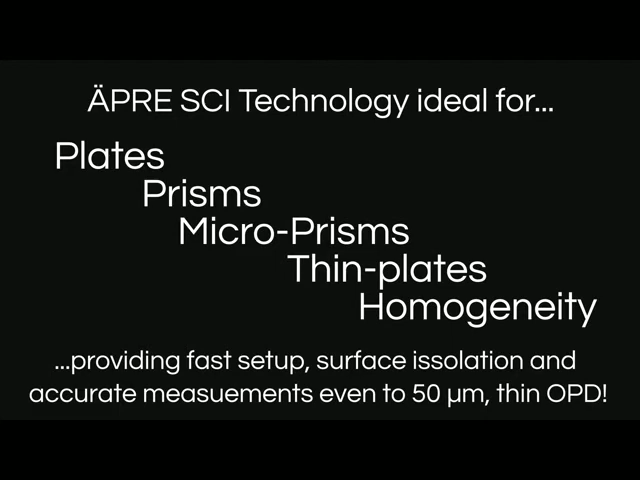 ÄPRE SCI Technology ideal for...
Plates
Prisms
Micro-Prisms
Thin-plates
Homogeneity
...providing fast setup, surface issolation and
accurate measuements even to 50 µm, thin OPD!